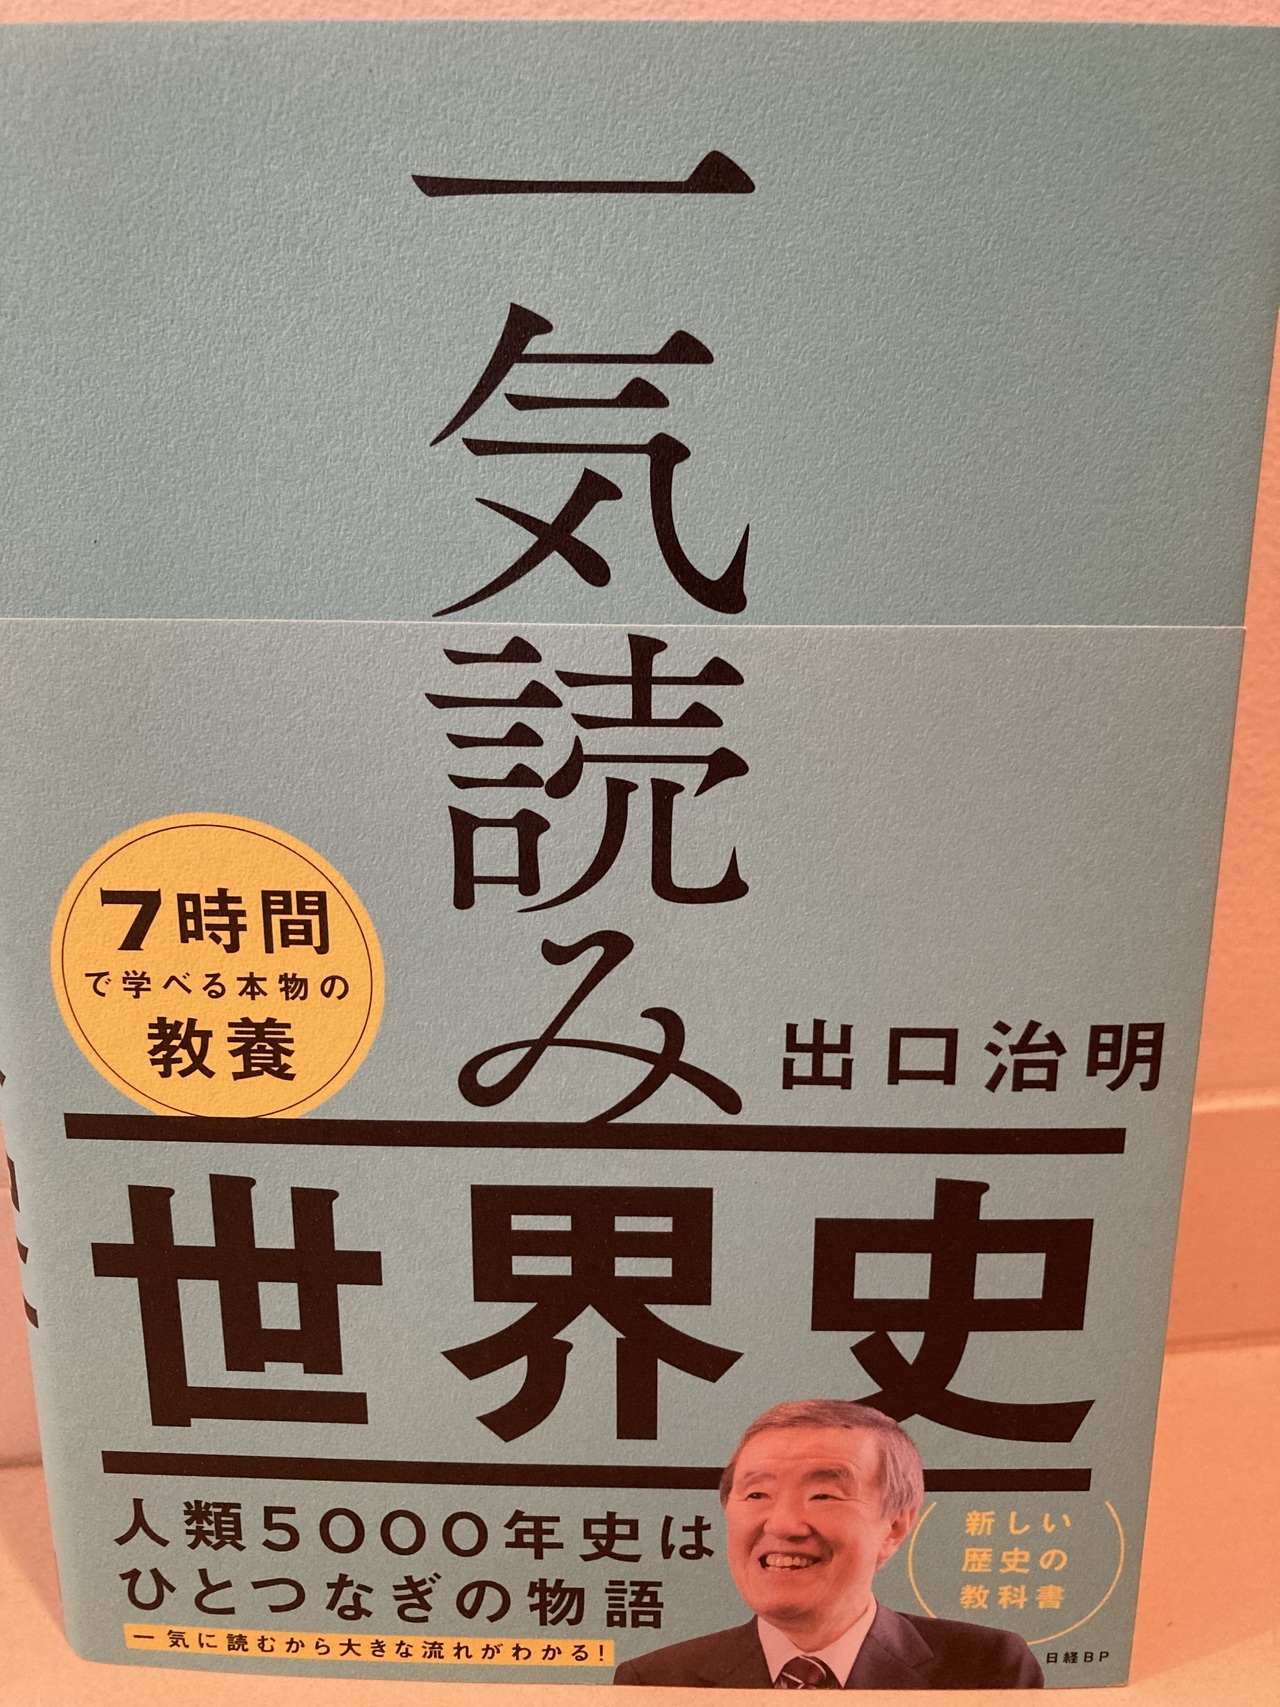 一気読み
出口治明
世界史
7時間
で学べる本物の
教養
人類5000年史は
ひとつなぎの物語
一気に読むから大きな流れがわかる!
新しい
歴史の
教科書
日経BP